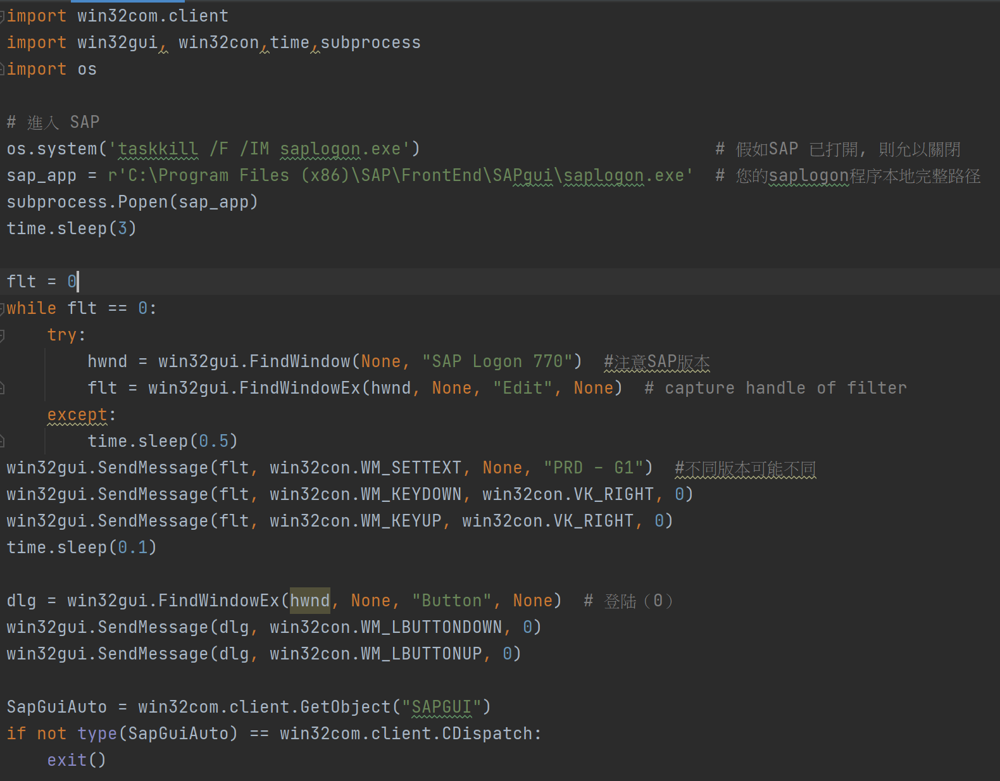 import win32com.client
import win32gui, win32con,time,subprocess
import os
# 進入 SAP
os.system('taskkill /F /IM saplogon.exe') # 假如SAP 已打開, 則允以關閉
sap_app = r'C:\Program Files (x86)\SAP\FrontEnd\SAPgui\saplogon.exe' # 您的saplogon程序本地完整路径
subprocess.Popen(sap_app)
time.sleep(3)
flt = 0
while flt == 0:
    try:
        hwnd = win32gui.FindWindow(None, "SAP Logon 770") #注意SAP版本
        flt = win32gui.FindWindowEx(hwnd, None, "Edit", None) # capture handle of filter
    except:
        time.sleep(0.5)
win32gui.SendMessage(flt, win32con.WM_SETTEXT, None, "PRD - G1") #不同版本可能不同
win32gui.SendMessage(flt, win32con.WM_KEYDOWN, win32con.VK_RIGHT, 0)
win32gui.SendMessage(flt, win32con.WM_KEYUP, win32con.VK_RIGHT, 0)
time.sleep(0.1)
dlg = win32gui.FindWindowEx(hwnd, None, "Button", None) # 登陆（0）
win32gui.SendMessage(dlg, win32con.WM_LBUTTONDOWN, 0)
win32gui.SendMessage(dlg, win32con.WM_LBUTTONUP, 0)
SapGuiAuto = win32com.client.GetObject("SAPGUI")
if not type(SapGuiAuto) == win32com.client.CDispatch:
    exit()